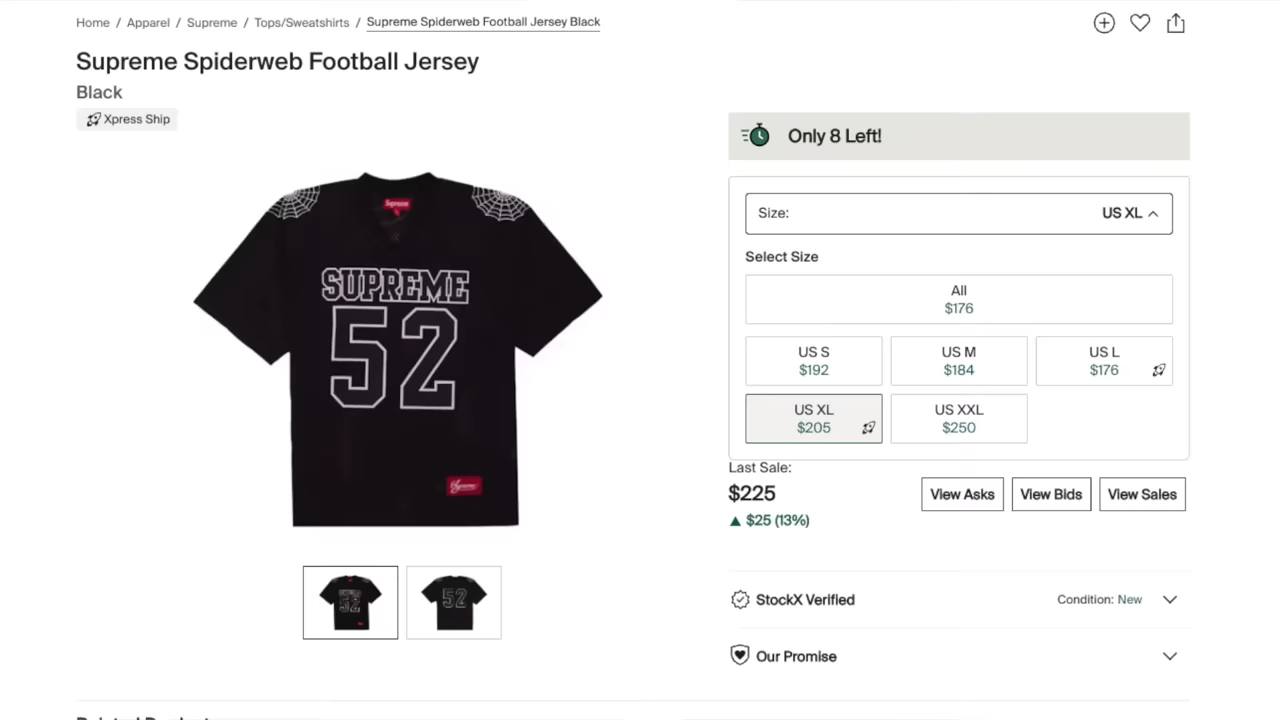 Home / Apparel / Supreme / Tops/Sweatshirts / Supreme Spiderweb Football Jersey Black
Supreme Spiderweb Football Jersey
Black
Xpress Ship
Supreme
SUPREME
52
Supreme
52
52
Only 8 Left!
Size: US XL
Select Size
All
$176
US S
$192
US M
$184
US L
$176
US XL
$205
US XXL
$250
Last Sale:
$225
$25 (13%)
View Asks
View Bids
View Sales
StockX Verified
Condition: New
Our Promise